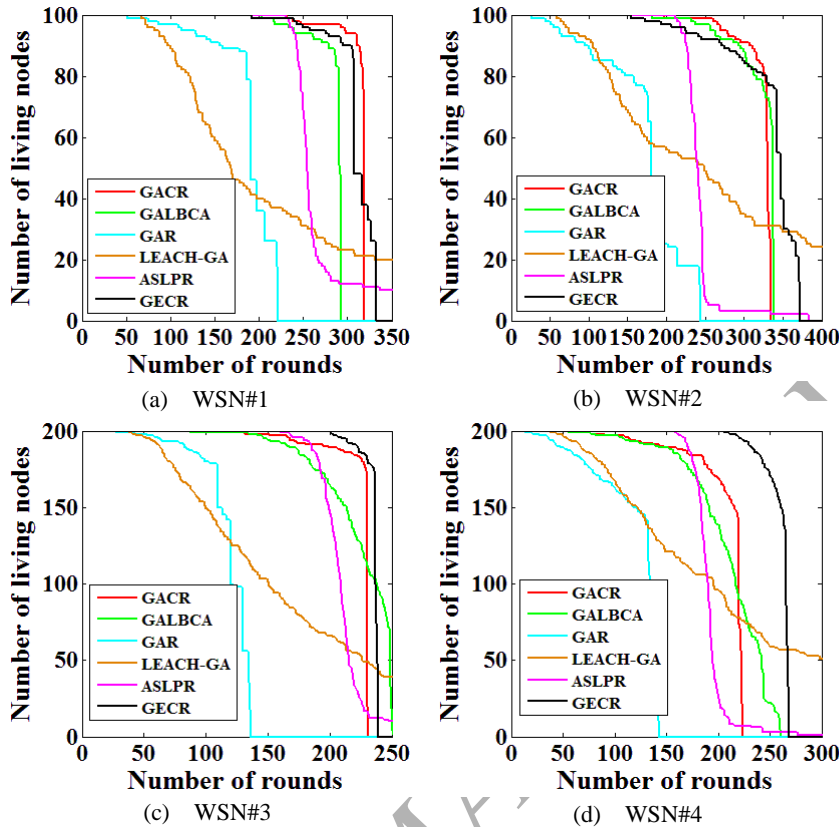 Number of living nodes
100
80
60
40
20
0
GACR
GALBCA
GAR
LEACH-GA
ASLPR
GECR
0 50 100 150 200 250 300 350
Number of rounds
(a) WSN#1
Number of living nodes
100
80
60
40
20
0
GACR
GALBCA
GAR
LEACH-GA
ASLPR
GECR
0 50 100 150 200 250 300 350 400
Number of rounds
(b) WSN#2
Number of living nodes
200
150
100
50
0
GACR
GALBCA
GAR
LEACH-GA
ASLPR
GECR
0 50 100 150 200 250
Number of rounds
(c) WSN#3
Number of living nodes
200
150
100
50
0
GACR
GALBCA
GAR
LEACH-GA
ASLPR
GECR
0 50 100 150 200 250 300
Number of rounds
(d) WSN#4